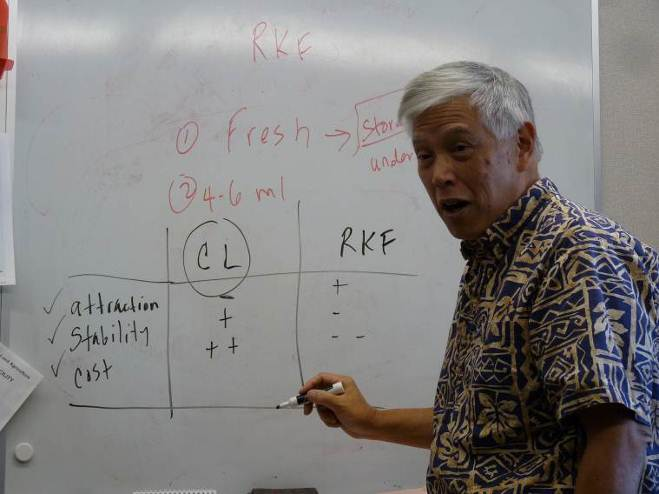 RKF
① Fresh → Stor
under
② 4-6 ml
CL RKF
✓ attraction - +
✓ Stability + -
✓ Cost ++ --